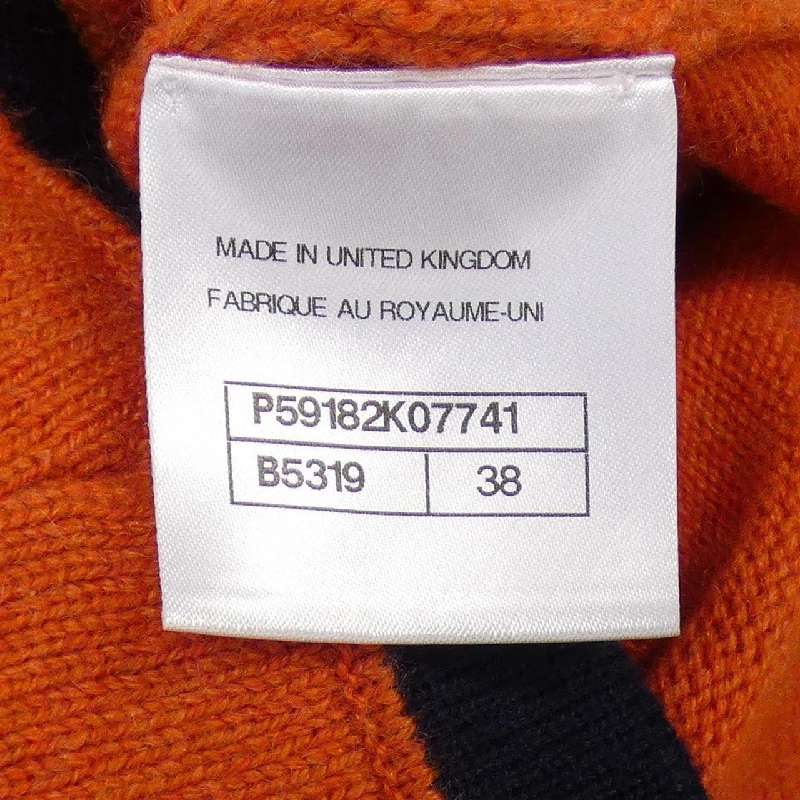 MADE IN UNITED KINGDOM
FABRIQUE AU ROYAUME-UNI
P59182K07741
B5319 38